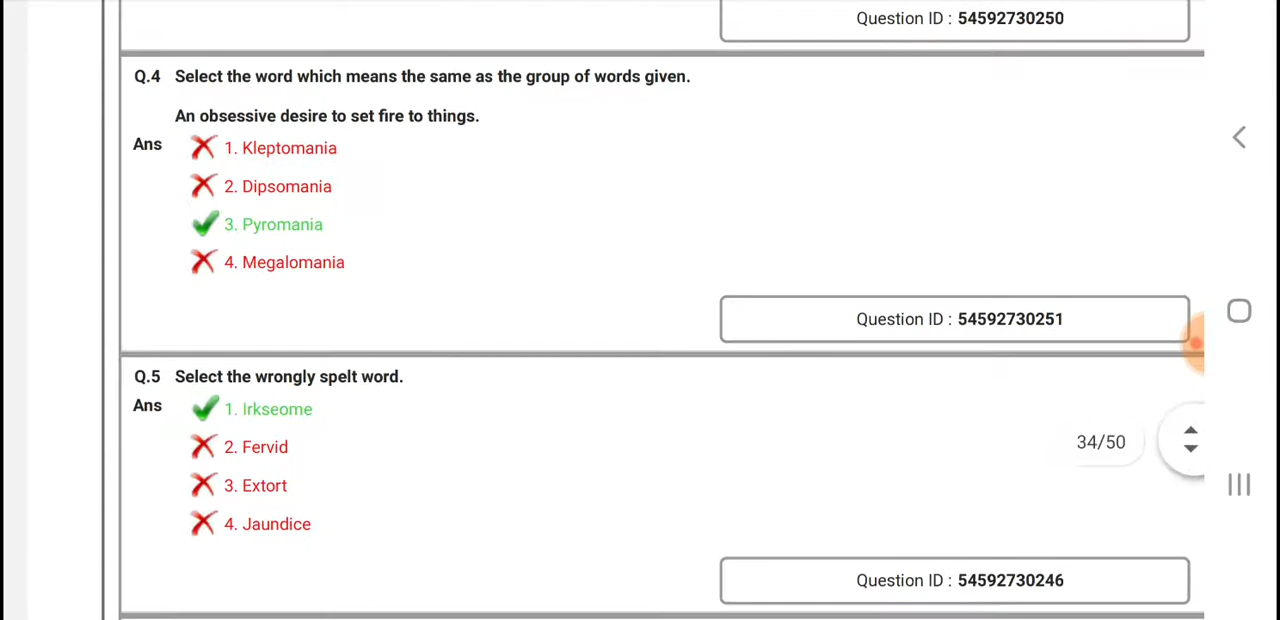 Question ID : 54592730250
Q.4 Select the word which means the same as the group of words given.
An obsessive desire to set fire to things.
Ans 1. Kleptomania
2. Dipsomania
3. Pyromania
4. Megalomania
Question ID : 54592730251
Q.5 Select the wrongly spelt word.
Ans 1. Irkseome
2. Fervid
3. Extort
4. Jaundice
34/50
Question ID : 54592730246